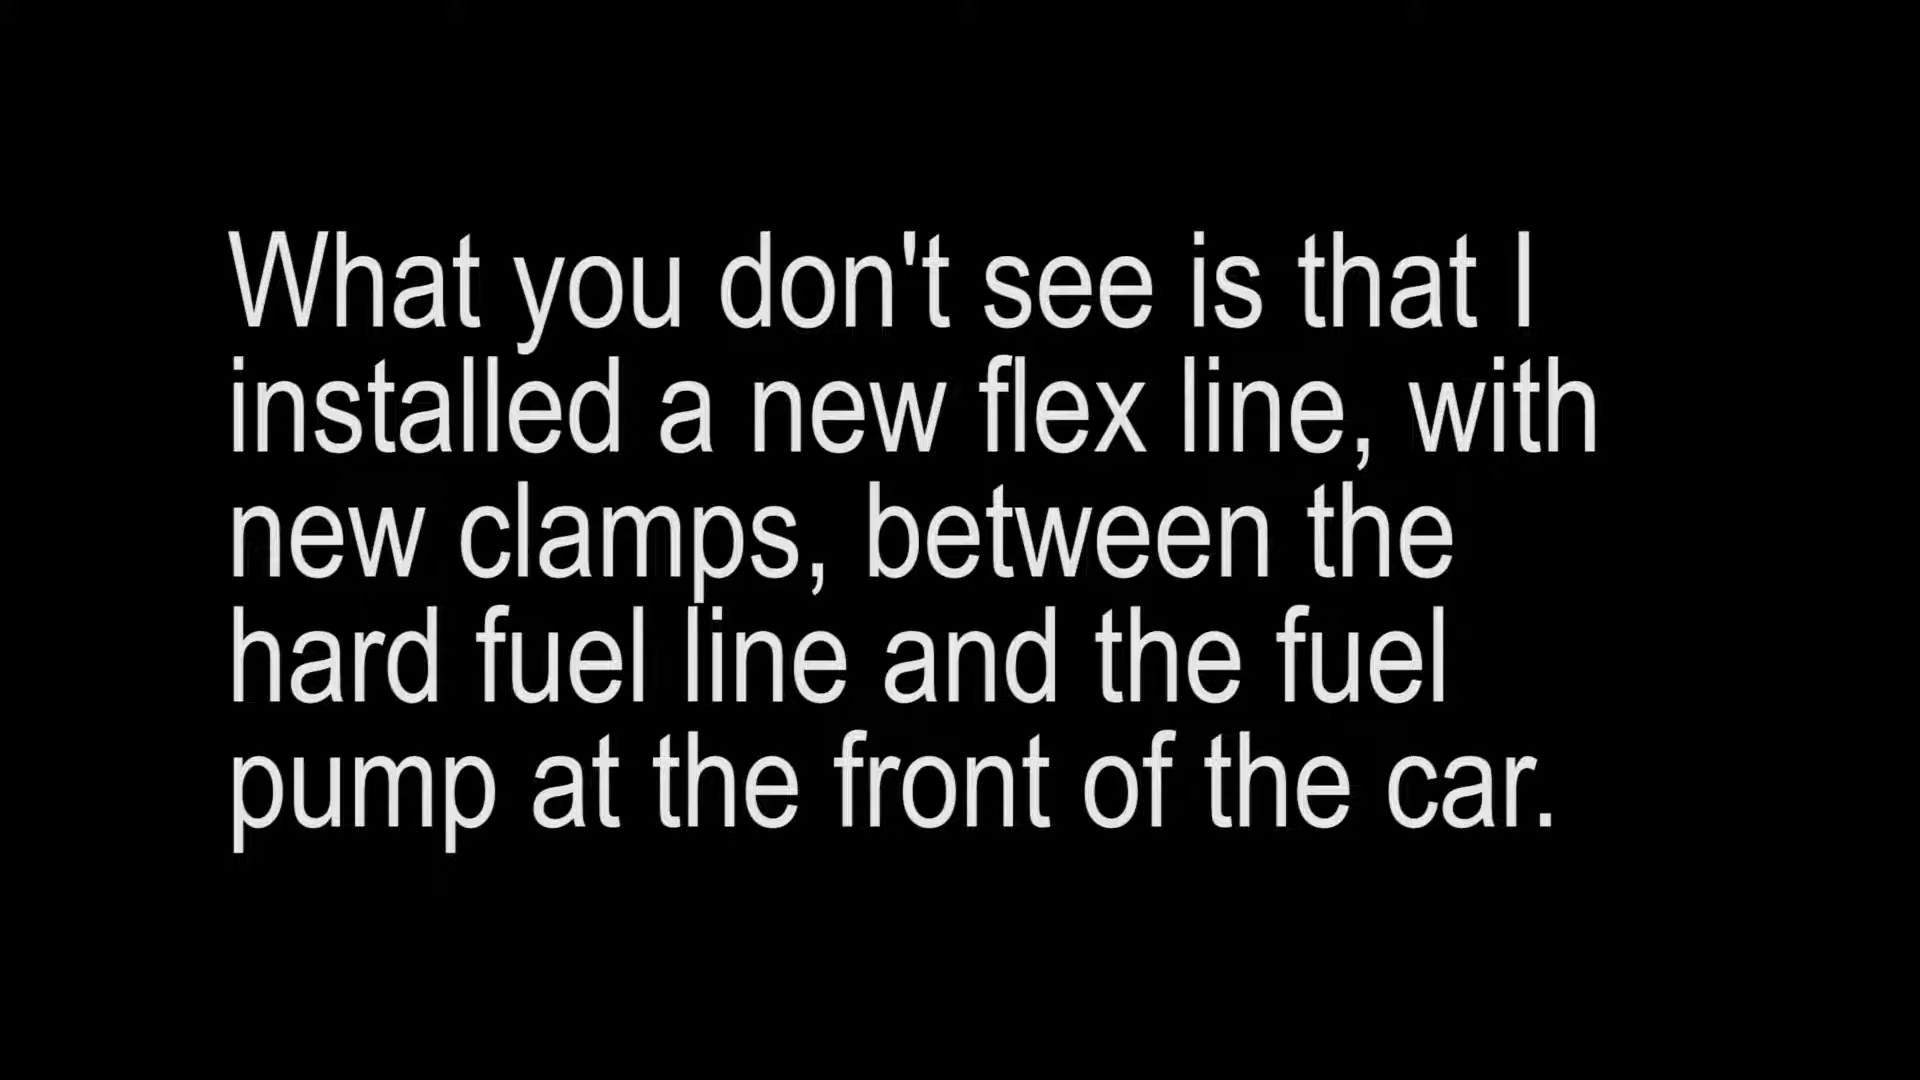 What you don't see is that I
installed a new flex line, with
new clamps, between the
hard fuel line and the fuel
pump at the front of the car.